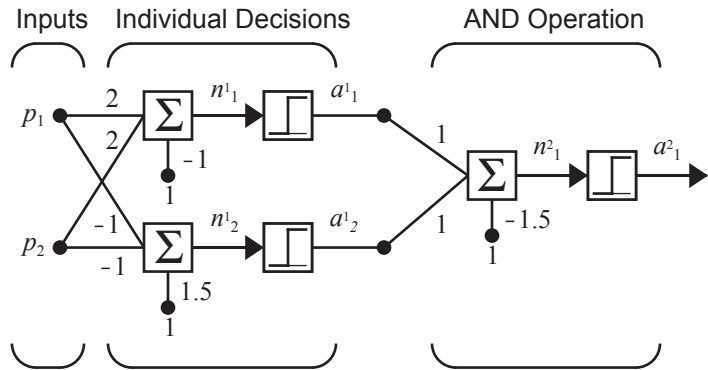 Inputs Individual Decisions AND Operation
2 n¹₁ a¹₁
p₁ Σ
2 -1 1
1 n²₁ a²₁
Σ
-1 n¹₂ a¹₂ 1 -1.5
p₂ Σ 1
-1
1.5
1